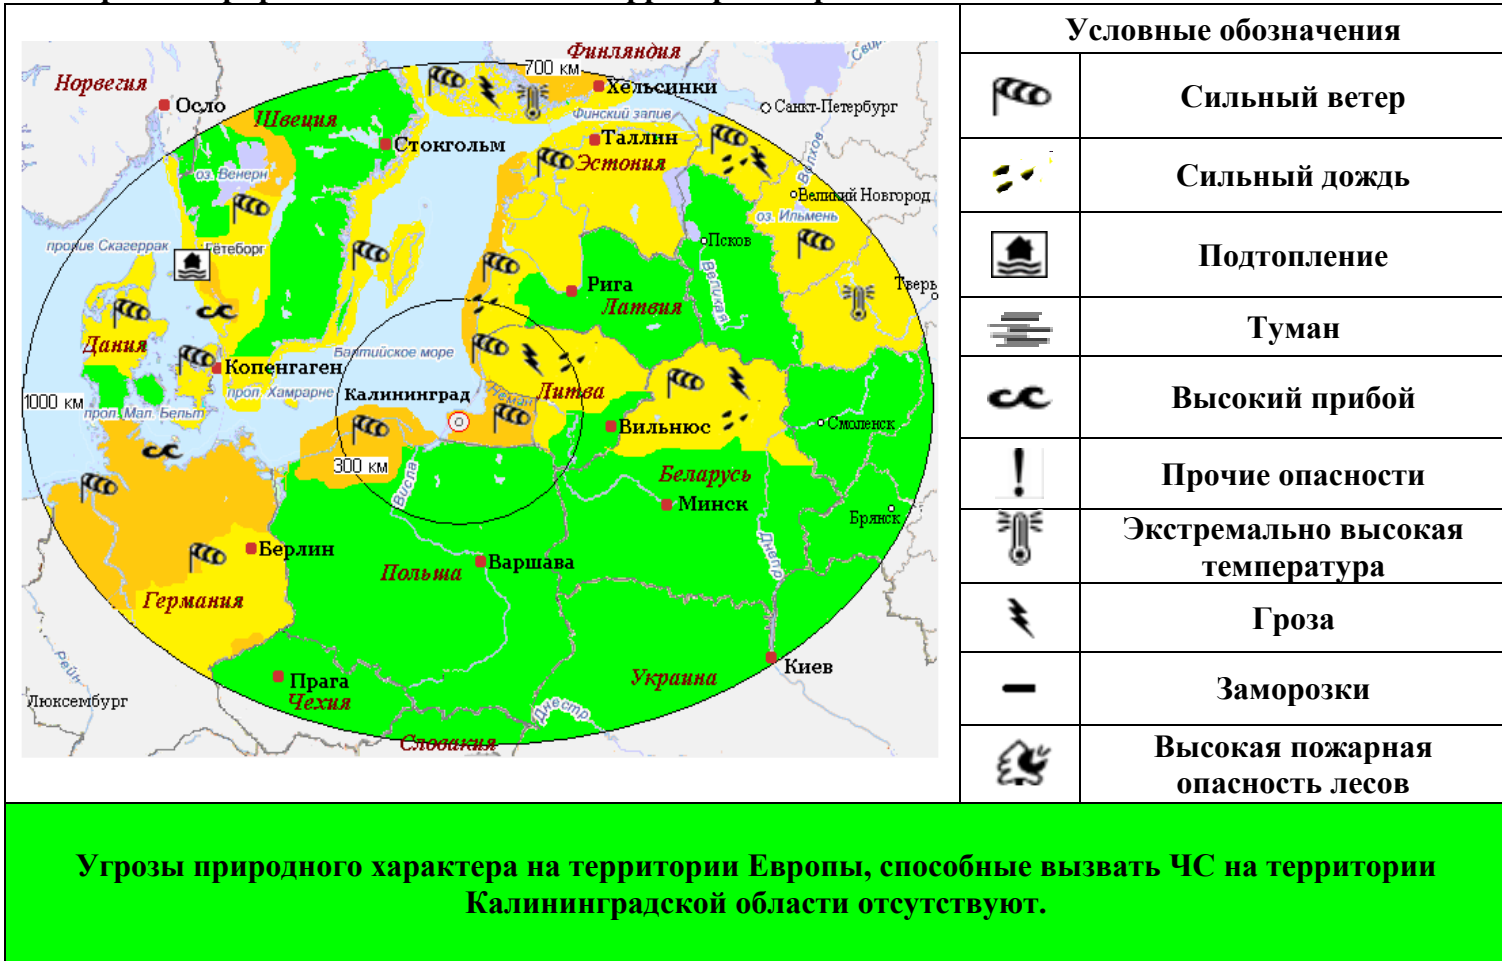 Условные обозначения
Сильный ветер
Сильный дождь
Подтопление
Туман
Высокий прибой
Прочие опасности
Экстремально высокая
температура
Гроза
Заморозки
Высокая пожарная
опасность лесов
Финляндия
700 км
Норвегия
Хельсинки
Осло
Санкт-Петербург
Швеция
Финский залив
Волхов
Стокгольм
Таллин
Эстония
оз. Венерн
Великий Новгород
оз. Ильмень
пролив Скагеррак
Гётеборг
Псков
Великая
Рига
Тверь
Латвия
Дания
Балтийское море
Копенгаген
Калининград
Неман
Литва
1000 км
прол. Мал. Бельт
прол. Хамрарне
Вильнюс
Смоленск
300 км
Висла
Беларусь
Минск
Брянск
Берлин
Варшава
Днепр
Польша
Германия
Рейн
Прага
Чехия
Украина
Киев
Люксембург
Днестр
Словакия
Угрозы природного характера на территории Европы, способные вызвать ЧС на территории
Калининградской области отсутствуют.